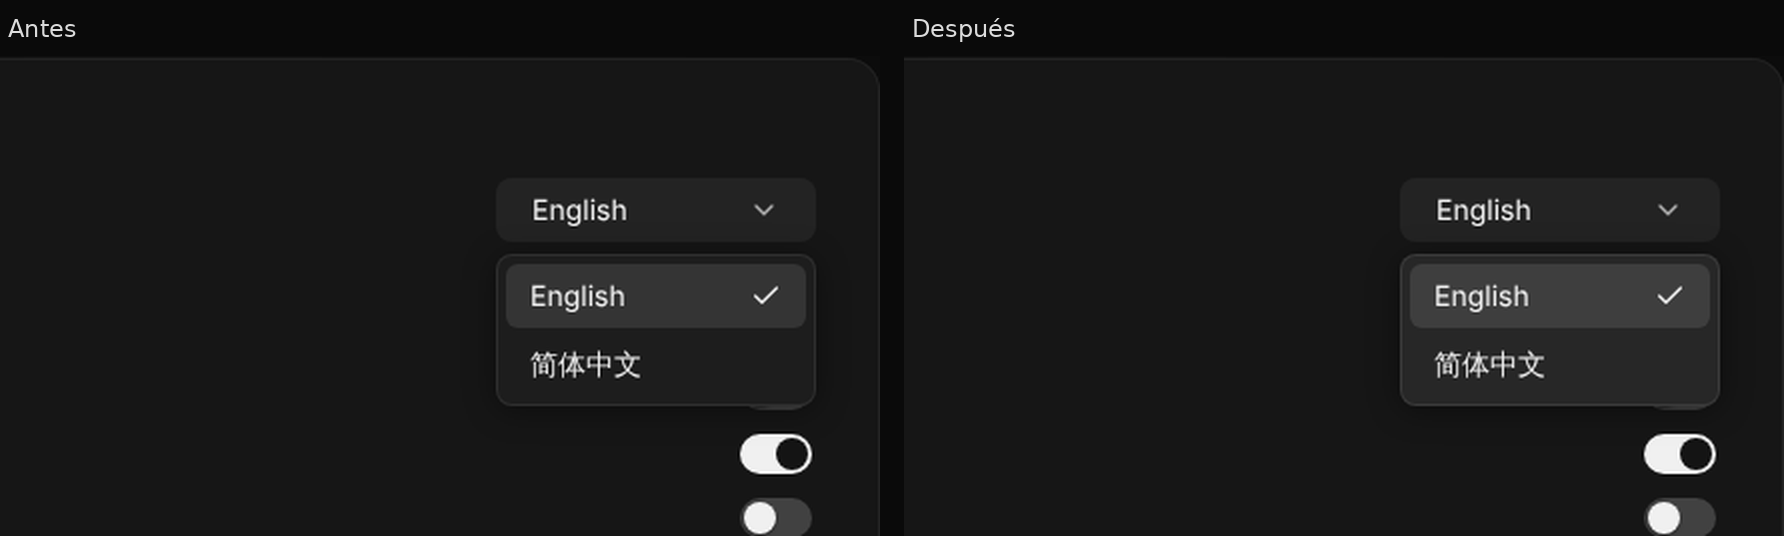 Antes
English
English
简体中文
Después
English
English
简体中文